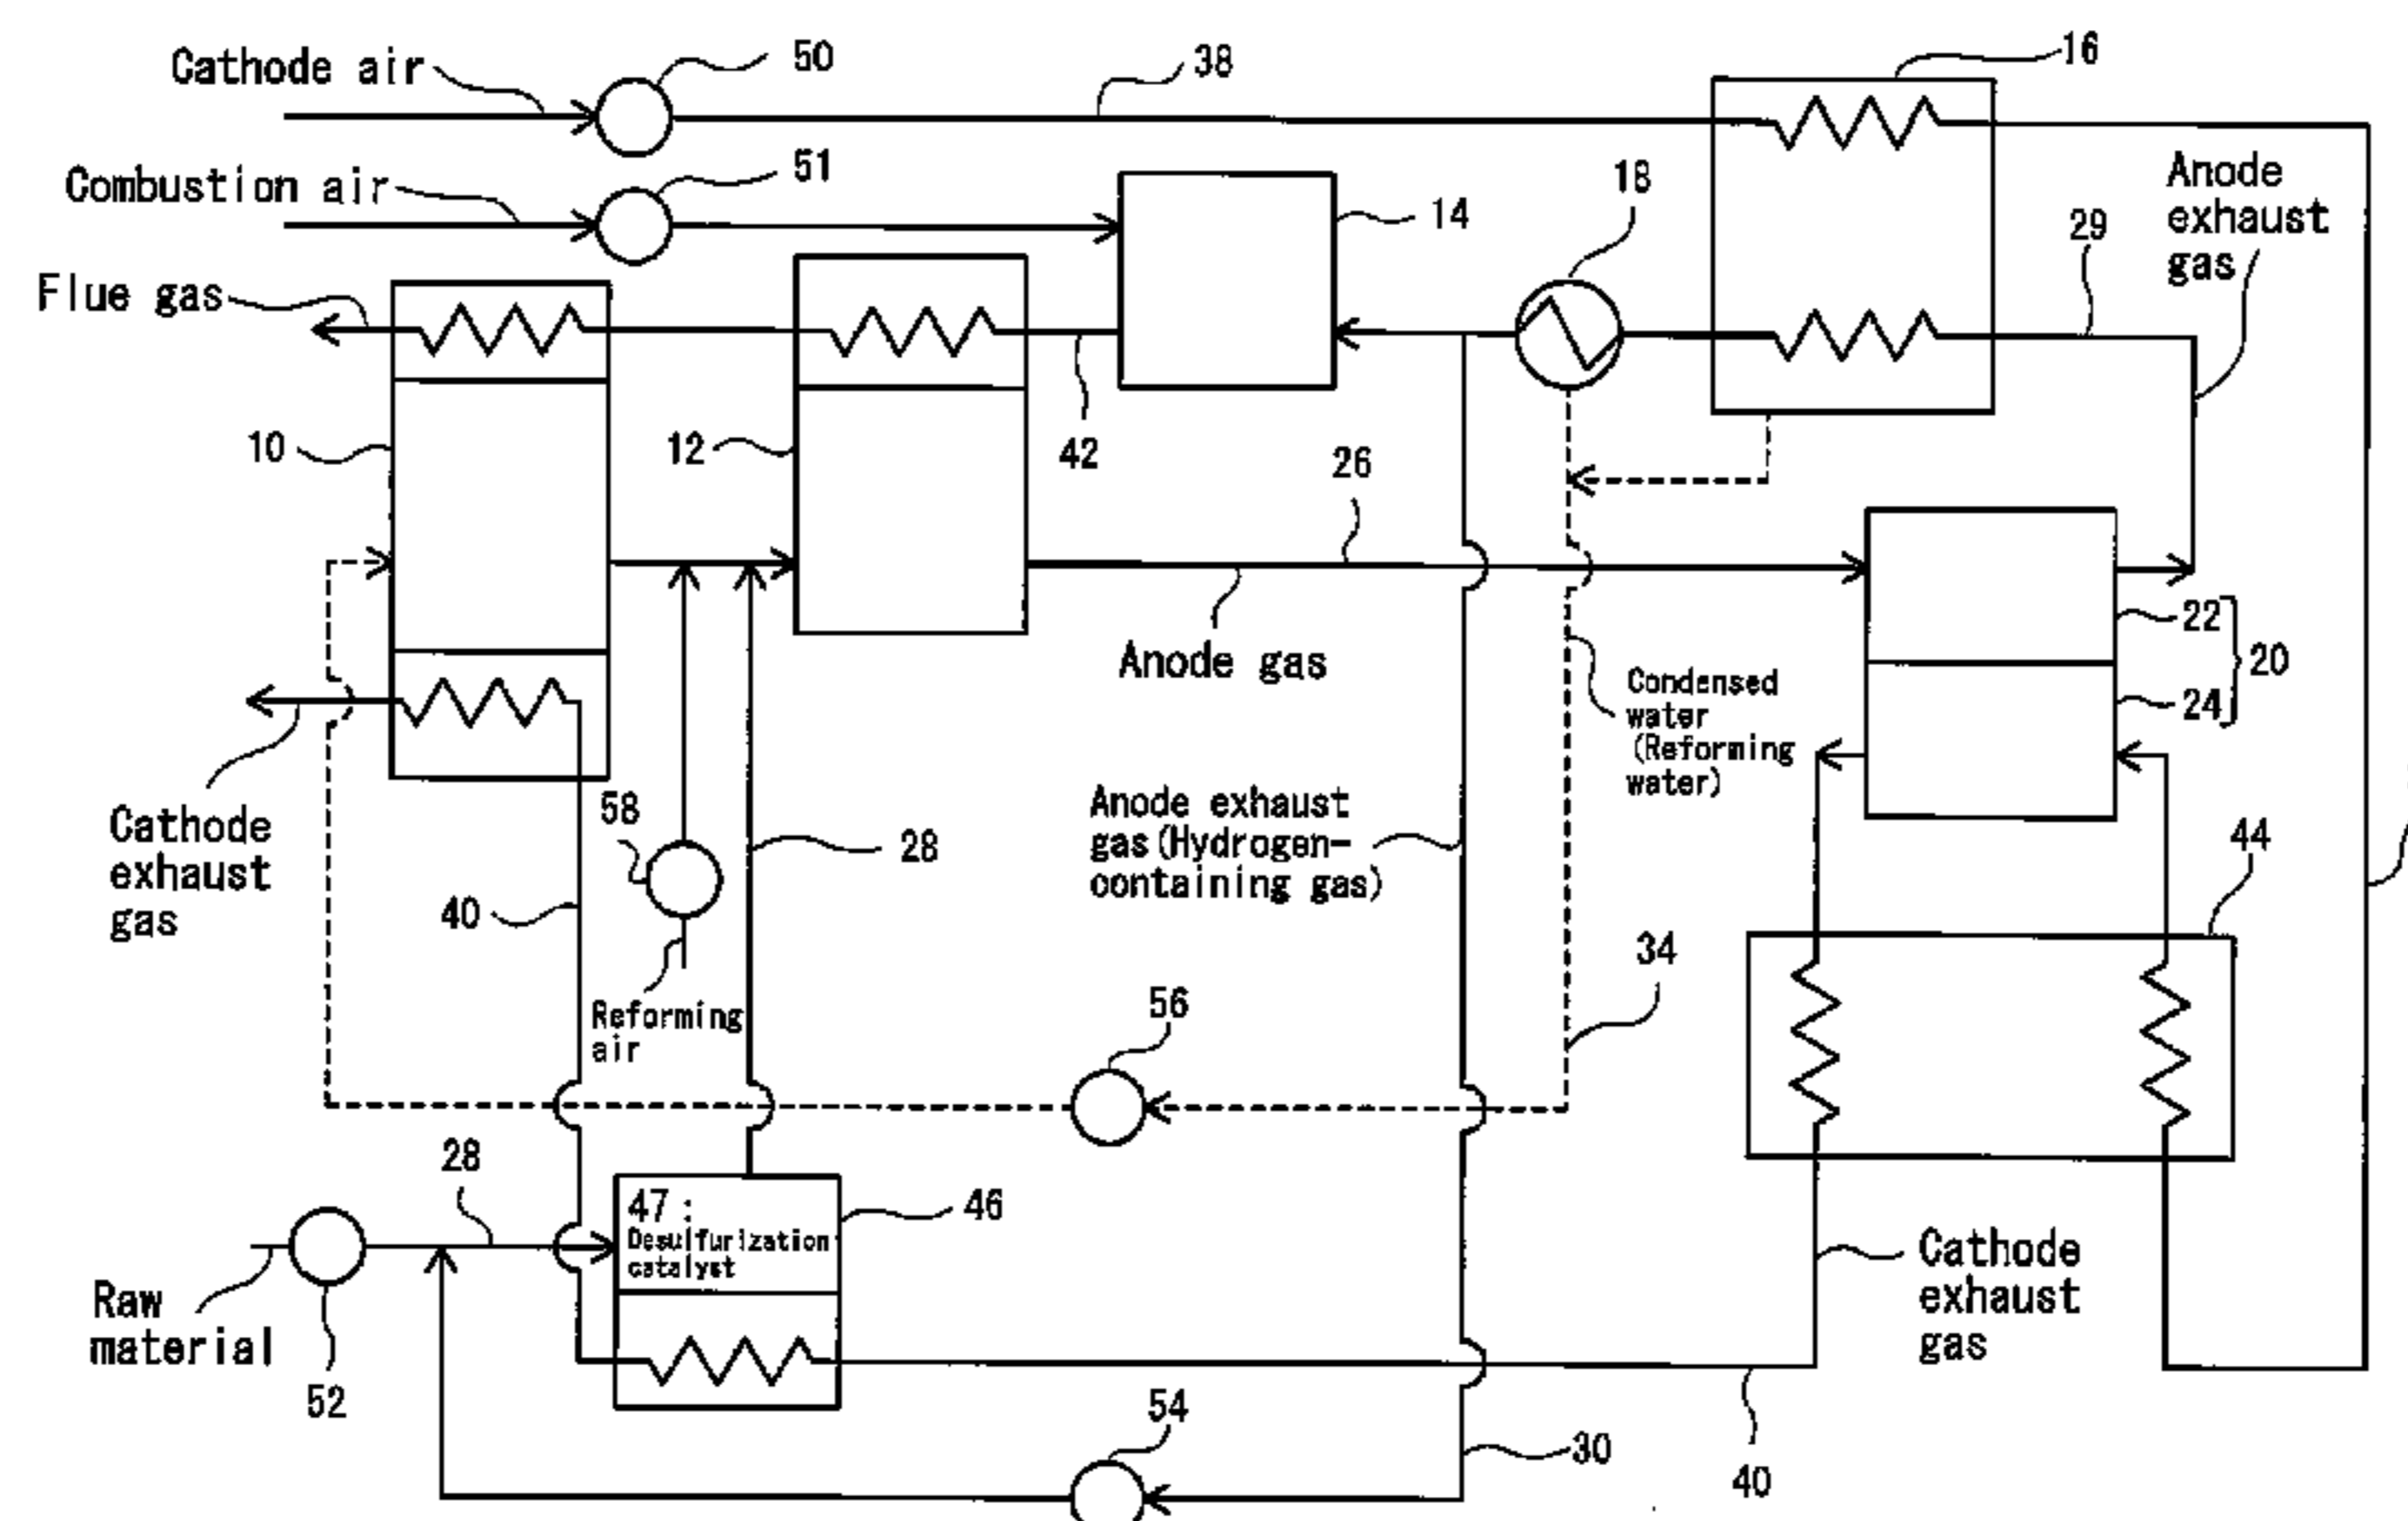 Cathode air
50
38
16
Combustion air
51
18
14
Anode
exhaust
gas
29
Flue gas
10
12
42
26
22
20
24
Anode gas
Condensed
water
(Reforming
water)
Cathode
exhaust
gas
58
28
Anode exhaust
gas(Hydrogen-
containing gas)
44
40
34
Reforming
air
56
28
47:
Desulfurization
catalyst
46
Cathode
exhaust
gas
Raw
material
52
54
30
40